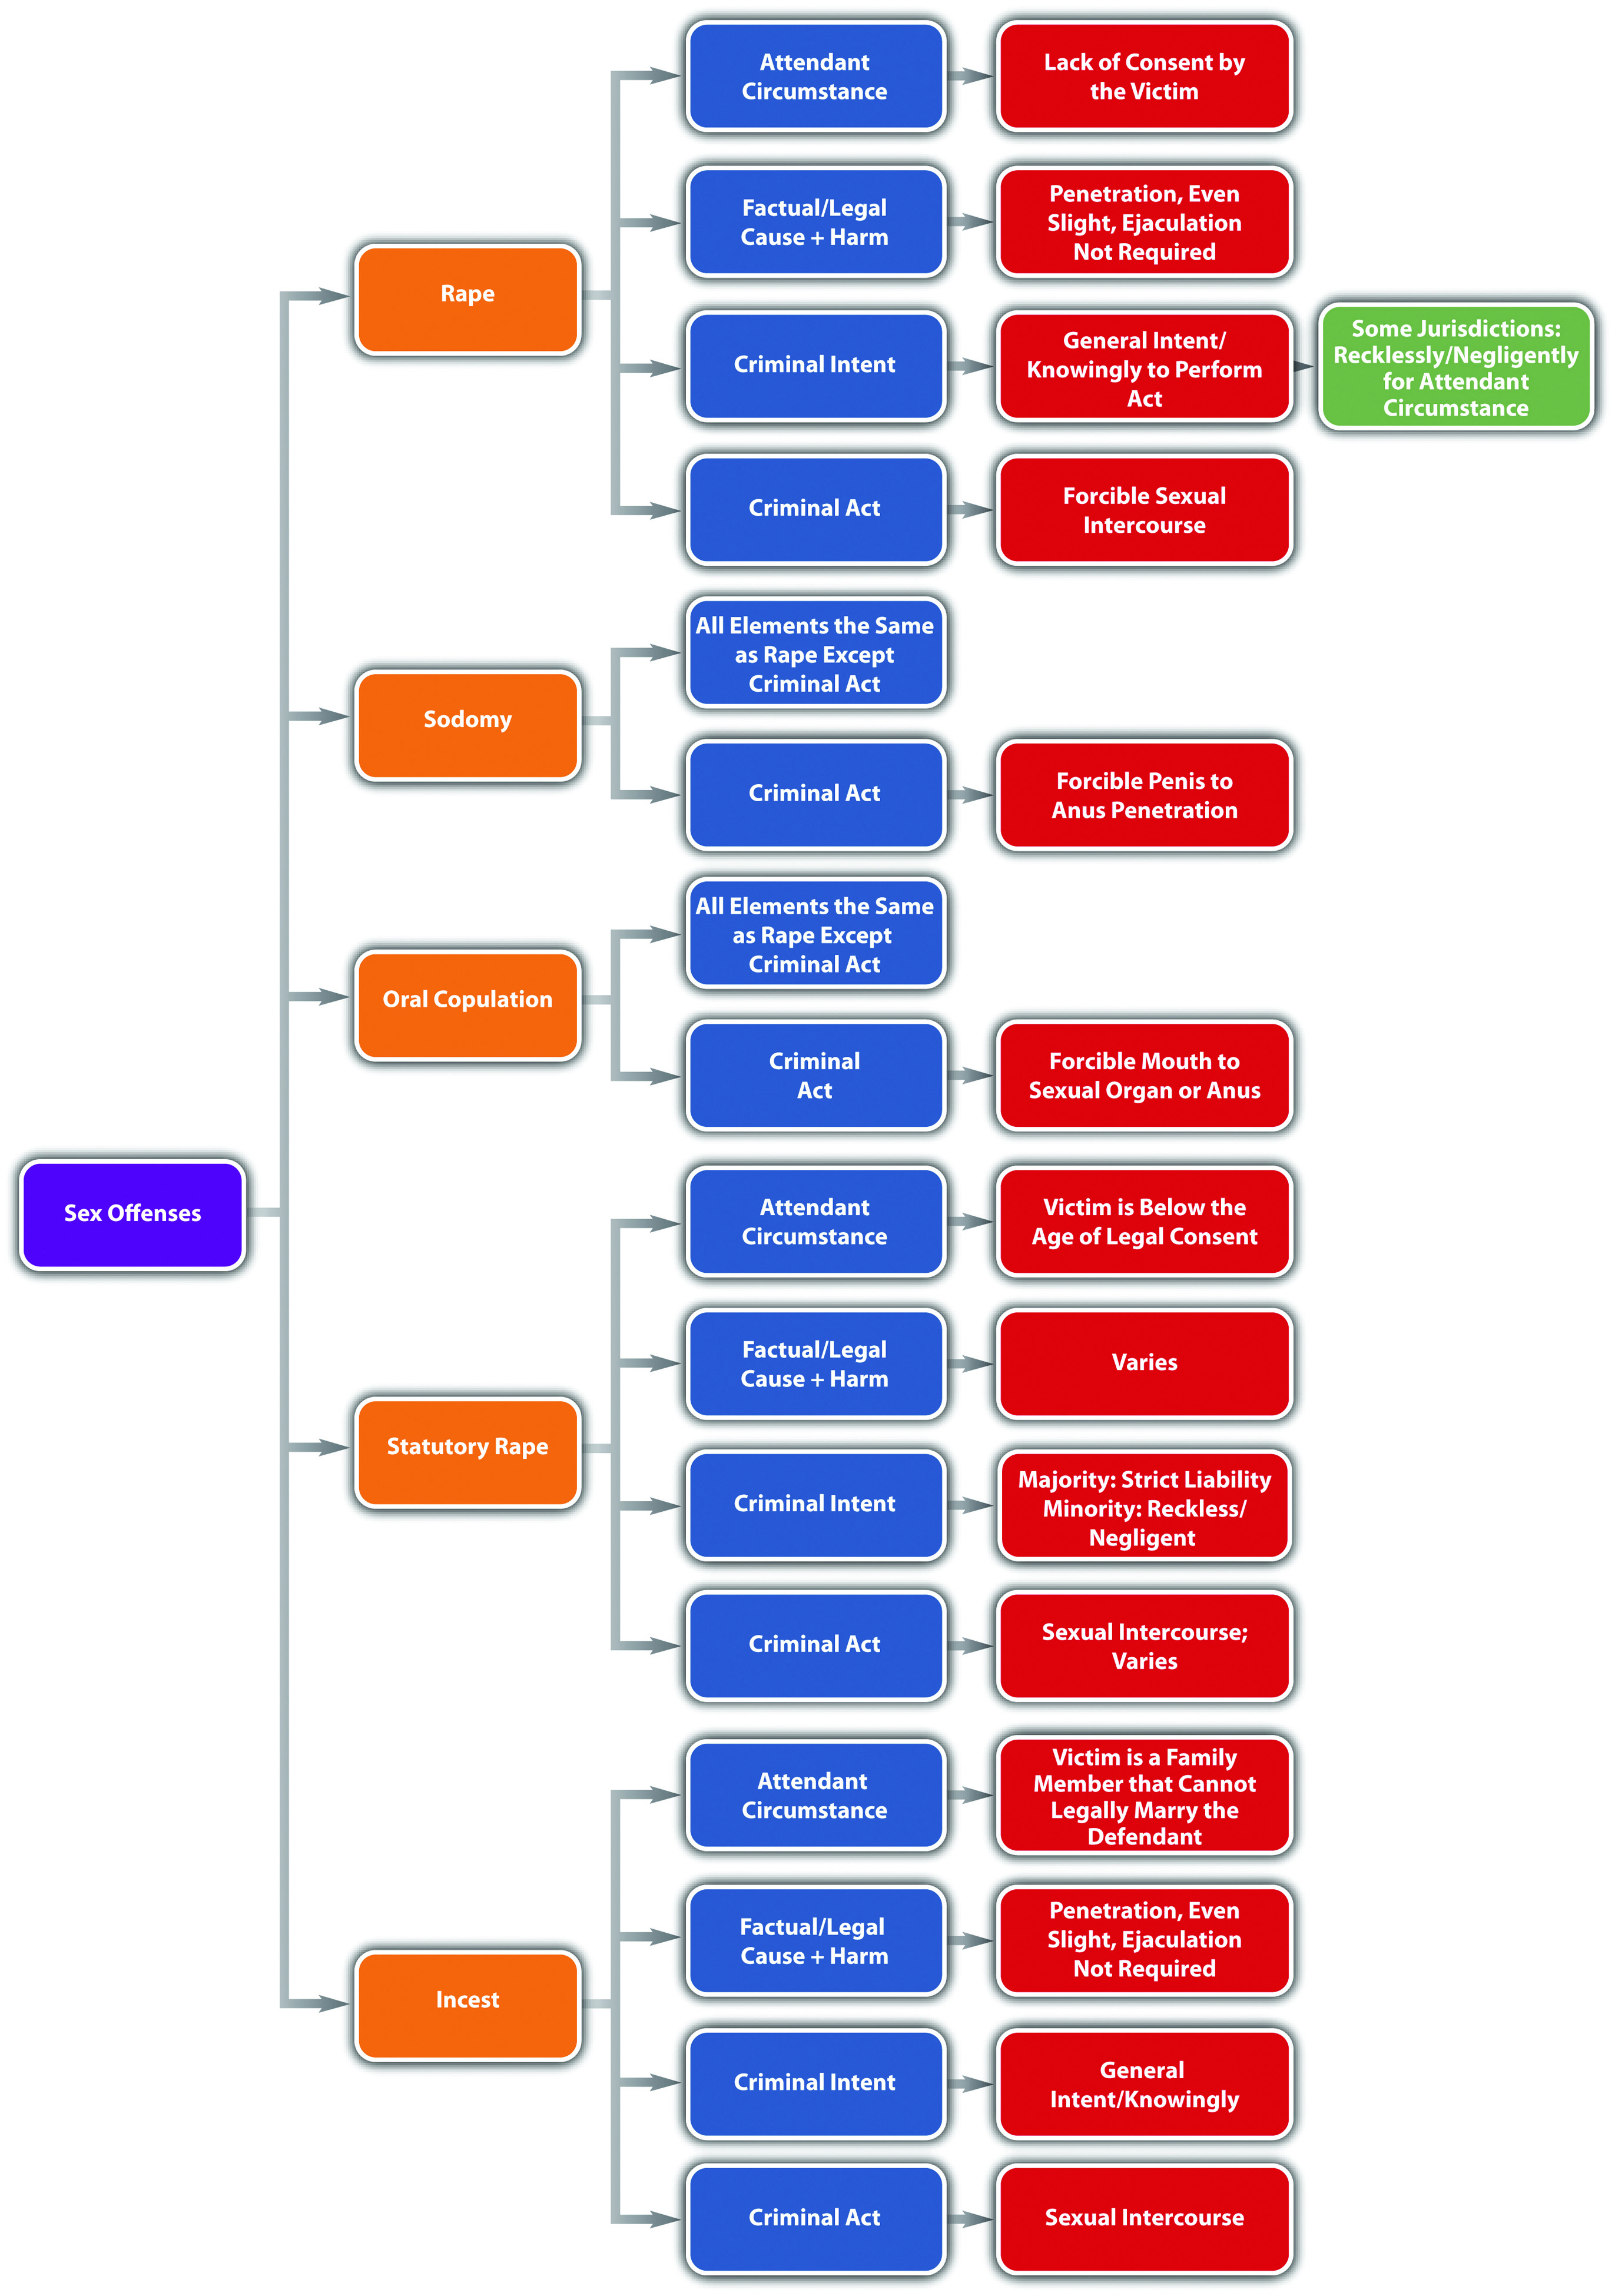 Sex Offenses
Rape
Attendant
Circumstance
Lack of Consent by
the Victim
Factual/Legal
Cause + Harm
Penetration, Even
Slight, Ejaculation
Not Required
Criminal Intent
General Intent/
Knowingly to Perform
Act
Some Jurisdictions:
Recklessly/Negligently
for Attendant
Circumstance
Criminal Act
Forcible Sexual
Intercourse
Sodomy
All Elements the Same
as Rape Except
Criminal Act
Criminal Act
Forcible Penis to
Anus Penetration
Oral Copulation
All Elements the Same
as Rape Except
Criminal Act
Criminal
Act
Forcible Mouth to
Sexual Organ or Anus
Statutory Rape
Attendant
Circumstance
Victim is Below the
Age of Legal Consent
Factual/Legal
Cause + Harm
Varies
Criminal Intent
Majority: Strict Liability
Minority: Reckless/
Negligent
Criminal Act
Sexual Intercourse;
Varies
Incest
Attendant
Circumstance
Victim is a Family
Member that Cannot
Legally Marry the
Defendant
Factual/Legal
Cause + Harm
Penetration, Even
Slight, Ejaculation
Not Required
Criminal Intent
General
Intent/Knowingly
Criminal Act
Sexual Intercourse